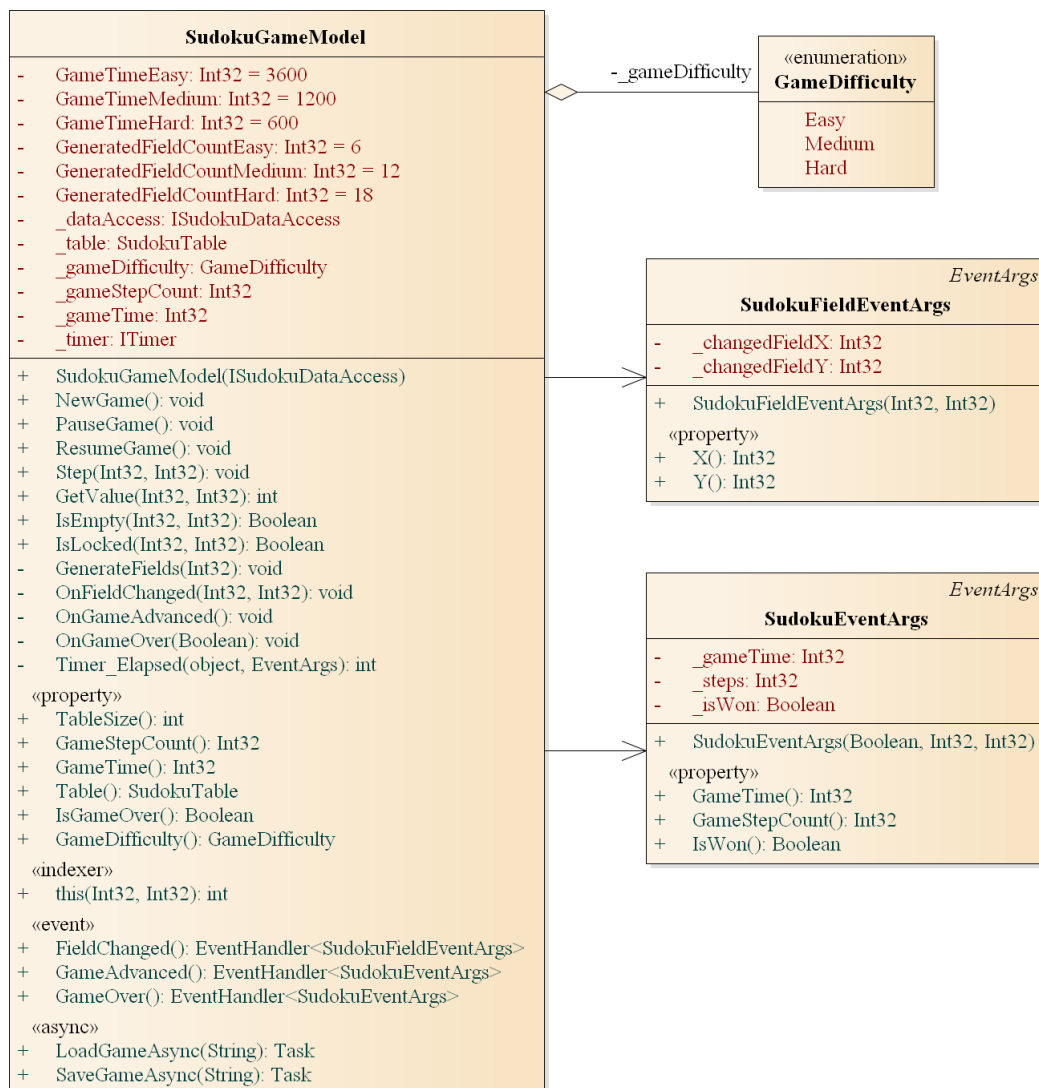 SudokuGameModel
- GameTimeEasy: Int32 = 3600
- GameTimeMedium: Int32 = 1200
- GameTimeHard: Int32 = 600
- GeneratedFieldCountEasy: Int32 = 6
- GeneratedFieldCountMedium: Int32 = 12
- GeneratedFieldCountHard: Int32 = 18
- _dataAccess: ISudokuDataAccess
- _table: SudokuTable
- _gameDifficulty: GameDifficulty
- _gameStepCount: Int32
- _gameTime: Int32
- _timer: ITimer
+ SudokuGameModel(ISudokuDataAccess)
+ NewGame(): void
+ PauseGame(): void
+ ResumeGame(): void
+ Step(Int32, Int32): void
+ GetValue(Int32, Int32): int
+ IsEmpty(Int32, Int32): Boolean
+ IsLocked(Int32, Int32): Boolean
- GenerateFields(Int32): void
- OnFieldChanged(Int32, Int32): void
- OnGameAdvanced(): void
- OnGameOver(Boolean): void
- Timer_Elapsed(object, EventArgs): int
«property»
+ TableSize(): int
+ GameStepCount(): Int32
+ GameTime(): Int32
+ Table(): SudokuTable
+ IsGameOver(): Boolean
+ GameDifficulty(): GameDifficulty
«indexer»
+ this(Int32, Int32): int
«event»
+ FieldChanged(): EventHandler<SudokuFieldEventArgs>
+ GameAdvanced(): EventHandler<SudokuEventArgs>
+ GameOver(): EventHandler<SudokuEventArgs>
«async»
+ LoadGameAsync(String): Task
+ SaveGameAsync(String): Task
-_gameDifficulty
«enumeration»
GameDifficulty
Easy
Medium
Hard
EventArgs
SudokuFieldEventArgs
- _changedFieldX: Int32
- _changedFieldY: Int32
+ SudokuFieldEventArgs(Int32, Int32)
«property»
+ X(): Int32
+ Y(): Int32
EventArgs
SudokuEventArgs
- _gameTime: Int32
- _steps: Int32
- _isWon: Boolean
+ SudokuEventArgs(Boolean, Int32, Int32)
«property»
+ GameTime(): Int32
+ GameStepCount(): Int32
+ IsWon(): Boolean